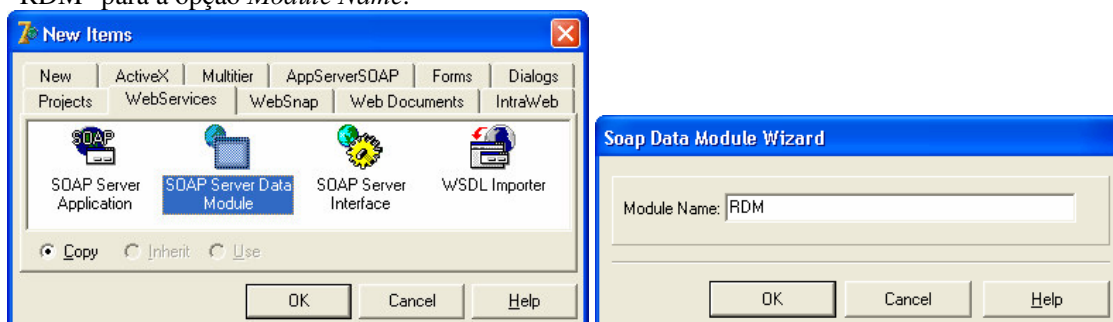 "RDM" para a opção Module Name.
New Items
New ActiveX Multitier AppServerSOAP Forms Dialogs
Projects WebServices WebSnap Web Documents IntraWeb
SOAP
SOAP Server Application
SOAP Server Data Module
SOAP Server Interface
WSDL Importer
Copy Inherit Use
OK Cancel Help
Soap Data Module Wizard
Module Name: RDM
OK Cancel Help